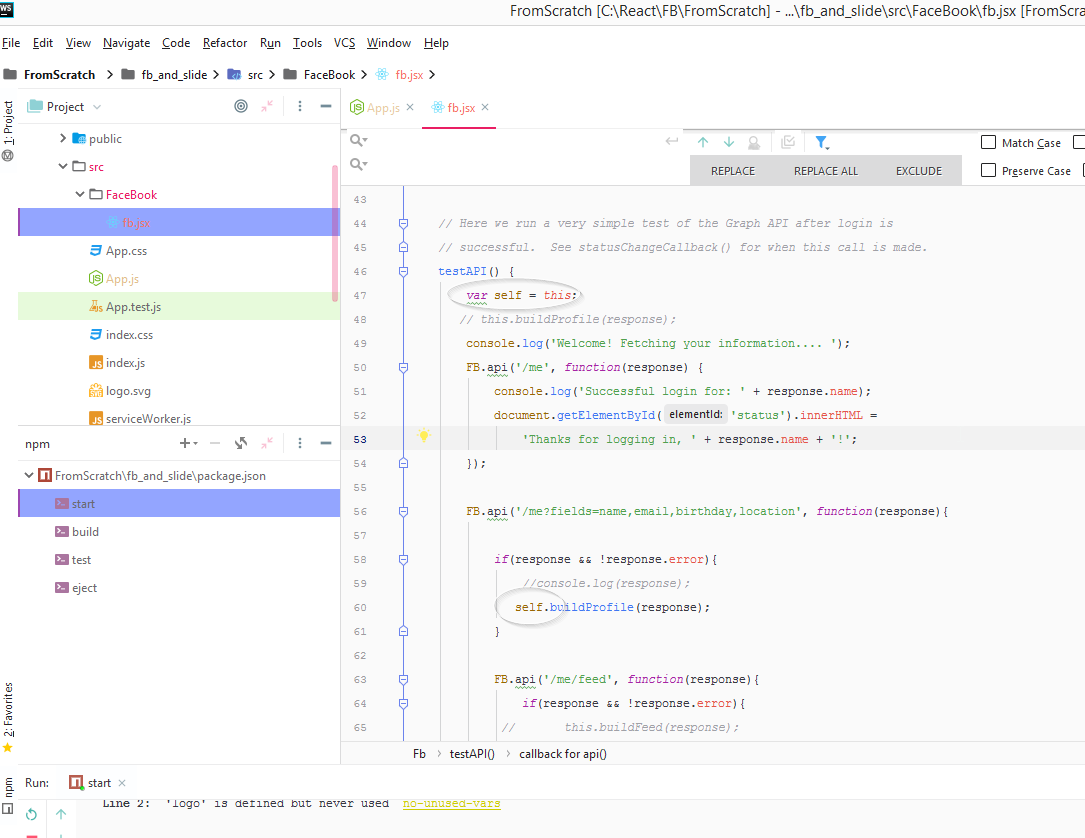 WS
FromScratch [C:\React\FB\FromScratch] - ...\fb_and_slide\src\FaceBook\fb.jsx [FromScra
File Edit View Navigate Code Refactor Run Tools VCS Window Help
FromScratch fb_and_slide src FaceBook fb.jsx
1: Project
Project
App.js fb.jsx
public
src
FaceBook
fb.jsx
App.css
App.js
App.test.js
index.css
index.js
logo.svg
serviceWorker.js
Match Case
REPLACE REPLACE ALL EXCLUDE Preserve Case
43
44 // Here we run a very simple test of the Graph API after login is
45 // successful. See statusChangeCallback() for when this call is made.
46 testAPI() {
47 var self = this;
48 // this.buildProfile(response);
49 console.log('Welcome! Fetching your information.... ');
50 FB.api('/me', function(response) {
51 console.log('Successful login for: ' + response.name);
52 document.getElementById( elementId: 'status').innerHTML =
53 'Thanks for logging in, ' + response.name + '!';
54 });
55
56 FB.api('/me?fields=name,email,birthday,location', function(response){
57
58 if(response && !response.error){
59 //console.log(response);
60 self.buildProfile(response);
61 }
62
63 FB.api('/me/feed', function(response){
64 if(response && !response.error){
65 // this.buildFeed(response);
npm
FromScratch\fb_and_slide\package.json
start
build
test
eject
2: Favorites
npm
Fb testAPI() callback for api()
Run: start
Line 2: 'logo' is defined but never used no-unused-vars